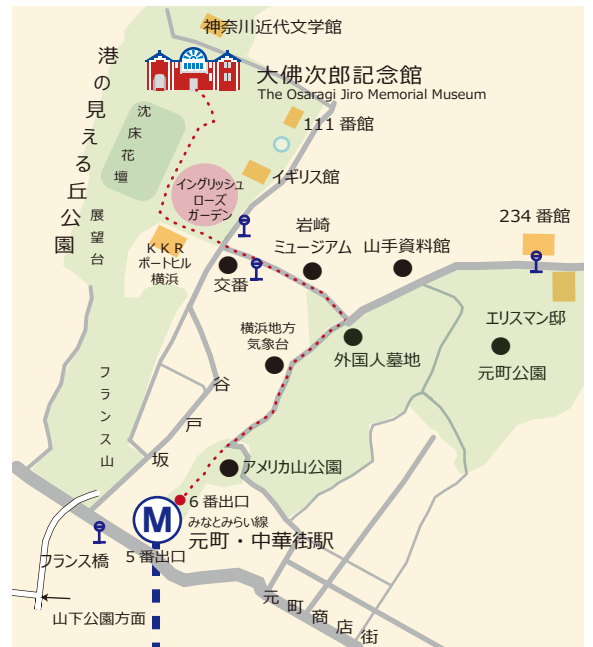 神奈川近代文学館
大佛次郎記念館
The Osaragi Jiro Memorial Museum
港の見える丘公園
沈床花壇
111番館
イギリス館
イングリッシュ
ローズ
ガーデン
展望台
KKR
ポートヒル
横浜
交番
岩崎
ミュージアム
山手資料館
234番館
エリスマン邸
元町公園
外国人墓地
横浜地方
気象台
フランス山
谷戸坂
アメリカ山公園
6番出口
みなとみらい線
元町・中華街駅
M
5番出口
フランス橋
山下公園方面
元町商店街